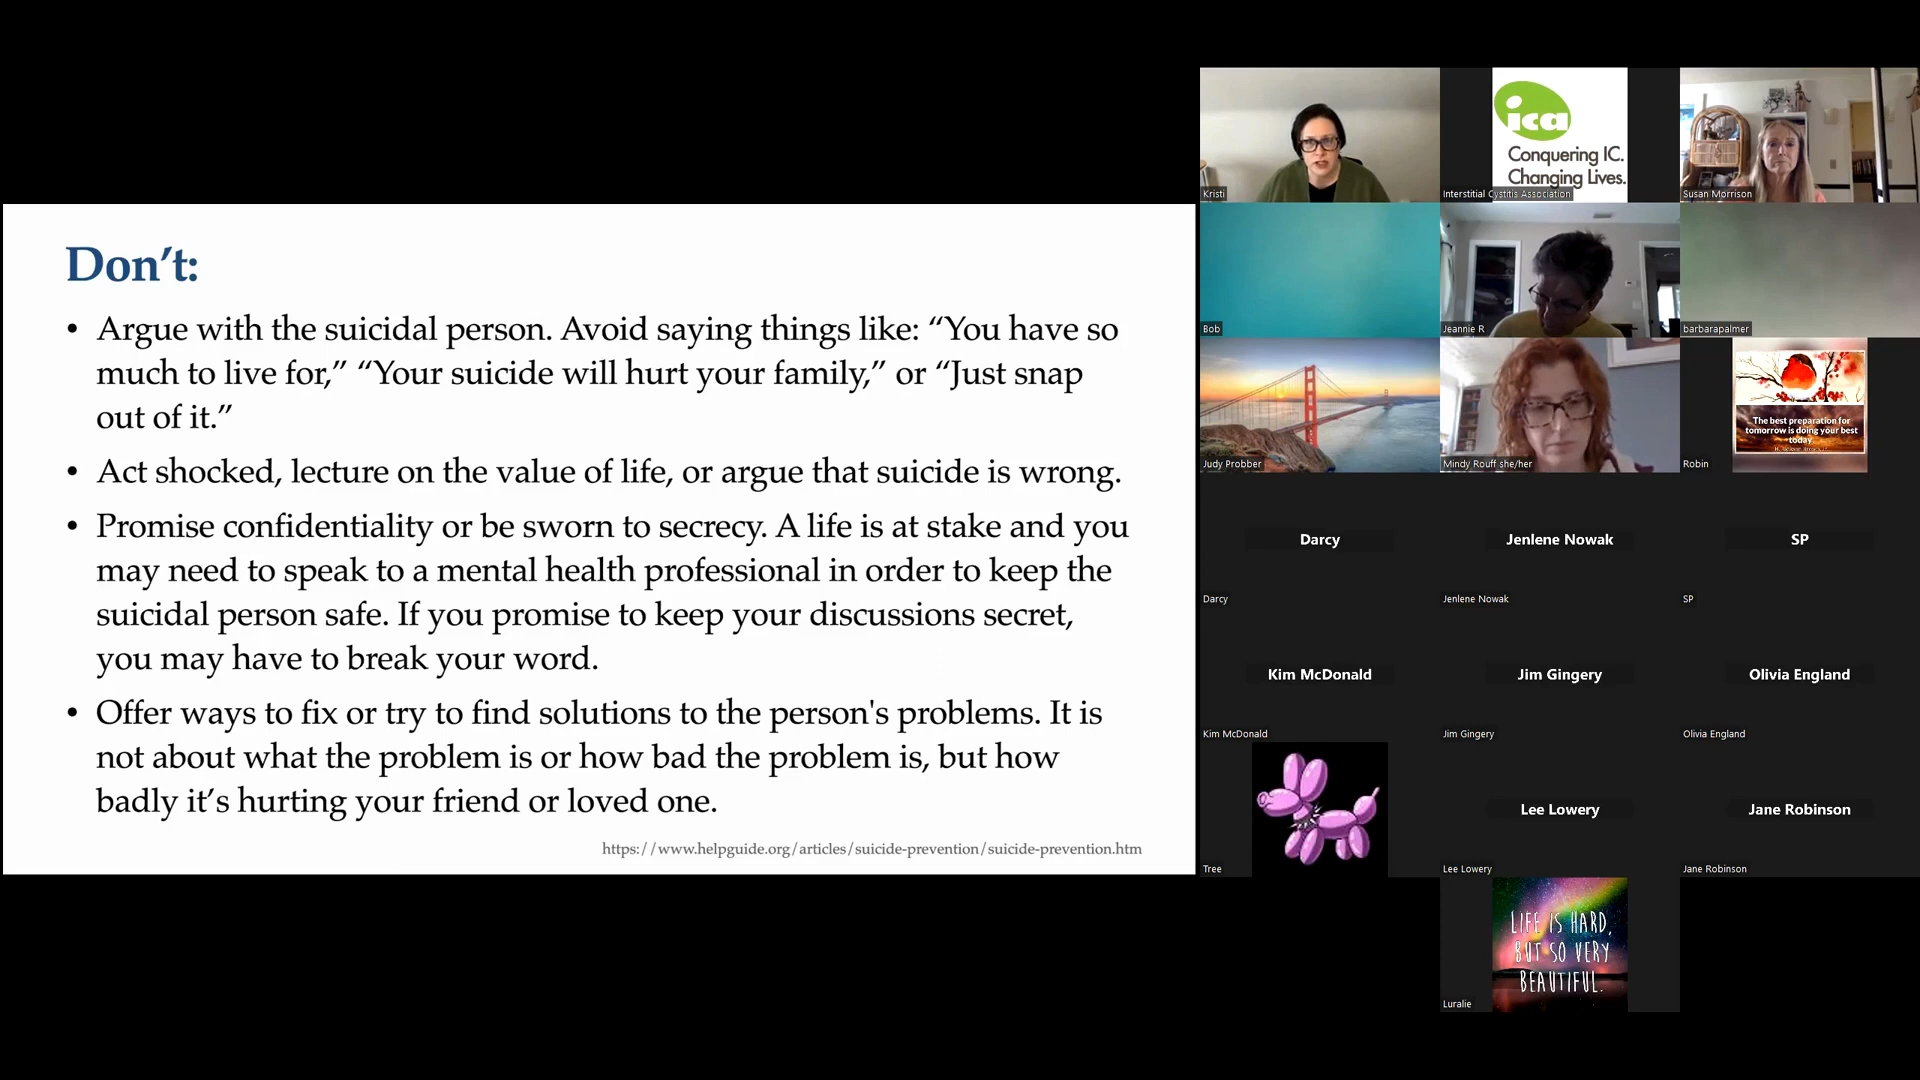 Don’t:
• Argue with the suicidal person. Avoid saying things like: “You have so
much to live for,” “Your suicide will hurt your family,” or “Just snap
out of it.”
• Act shocked, lecture on the value of life, or argue that suicide is wrong.
• Promise confidentiality or be sworn to secrecy. A life is at stake and you
may need to speak to a mental health professional in order to keep the
suicidal person safe. If you promise to keep your discussions secret,
you may have to break your word.
• Offer ways to fix or try to find solutions to the person's problems. It is
not about what the problem is or how bad the problem is, but how
badly it’s hurting your friend or loved one.
https://www.helpguide.org/articles/suicide-prevention/suicide-prevention.htm
Kristi
ica
Conquering IC.
Changing Lives.
Interstitial Cystitis Association
Susan Morrison
Bob
Jeannie R
barbarapalmer
Judy Probber
Mindy Rouff she/her
The best preparation for
tomorrow is doing your best
today.
Robin
Darcy
Darcy
Jenlene Nowak
Jenlene Nowak
SP
SP
Kim McDonald
Kim McDonald
Jim Gingery
Jim Gingery
Olivia England
Olivia England
Tree
Lee Lowery
Lee Lowery
Jane Robinson
Jane Robinson
LIFE IS HARD,
BUT SO VERY
BEAUTIFUL.
Luralie